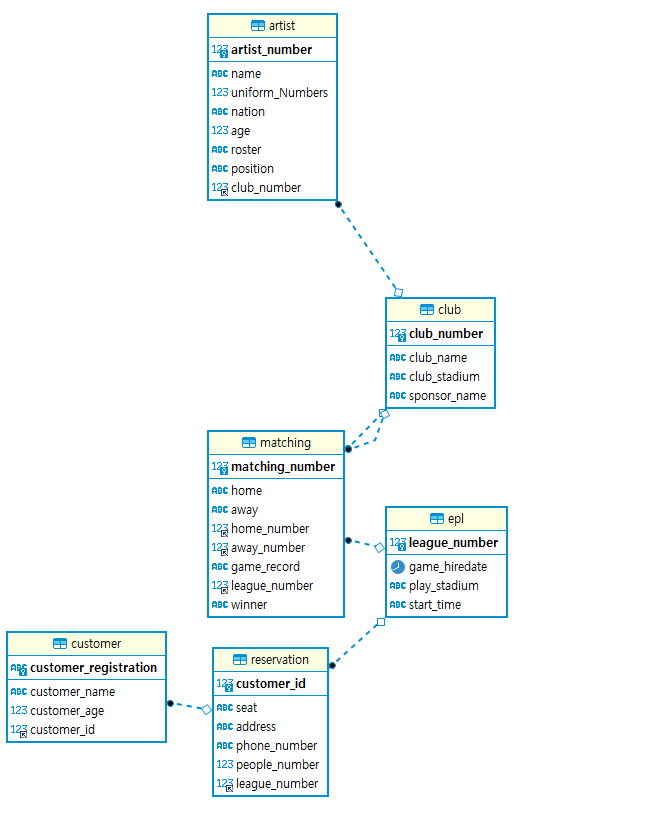 artist
123 artist_number
ABC name
123 uniform_Numbers
ABC nation
123 age
ABC roster
ABC position
123 club_number
club
123 club_number
ABC club_name
ABC club_stadium
ABC sponsor_name
matching
123 matching_number
ABC home
ABC away
123 home_number
123 away_number
ABC game_record
123 league_number
ABC winner
epl
123 league_number
game_hiredate
ABC play_stadium
ABC start_time
customer
ABC customer_registration
ABC customer_name
123 customer_age
123 customer_id
reservation
123 customer_id
ABC seat
ABC address
ABC phone_number
123 people_number
123 league_number